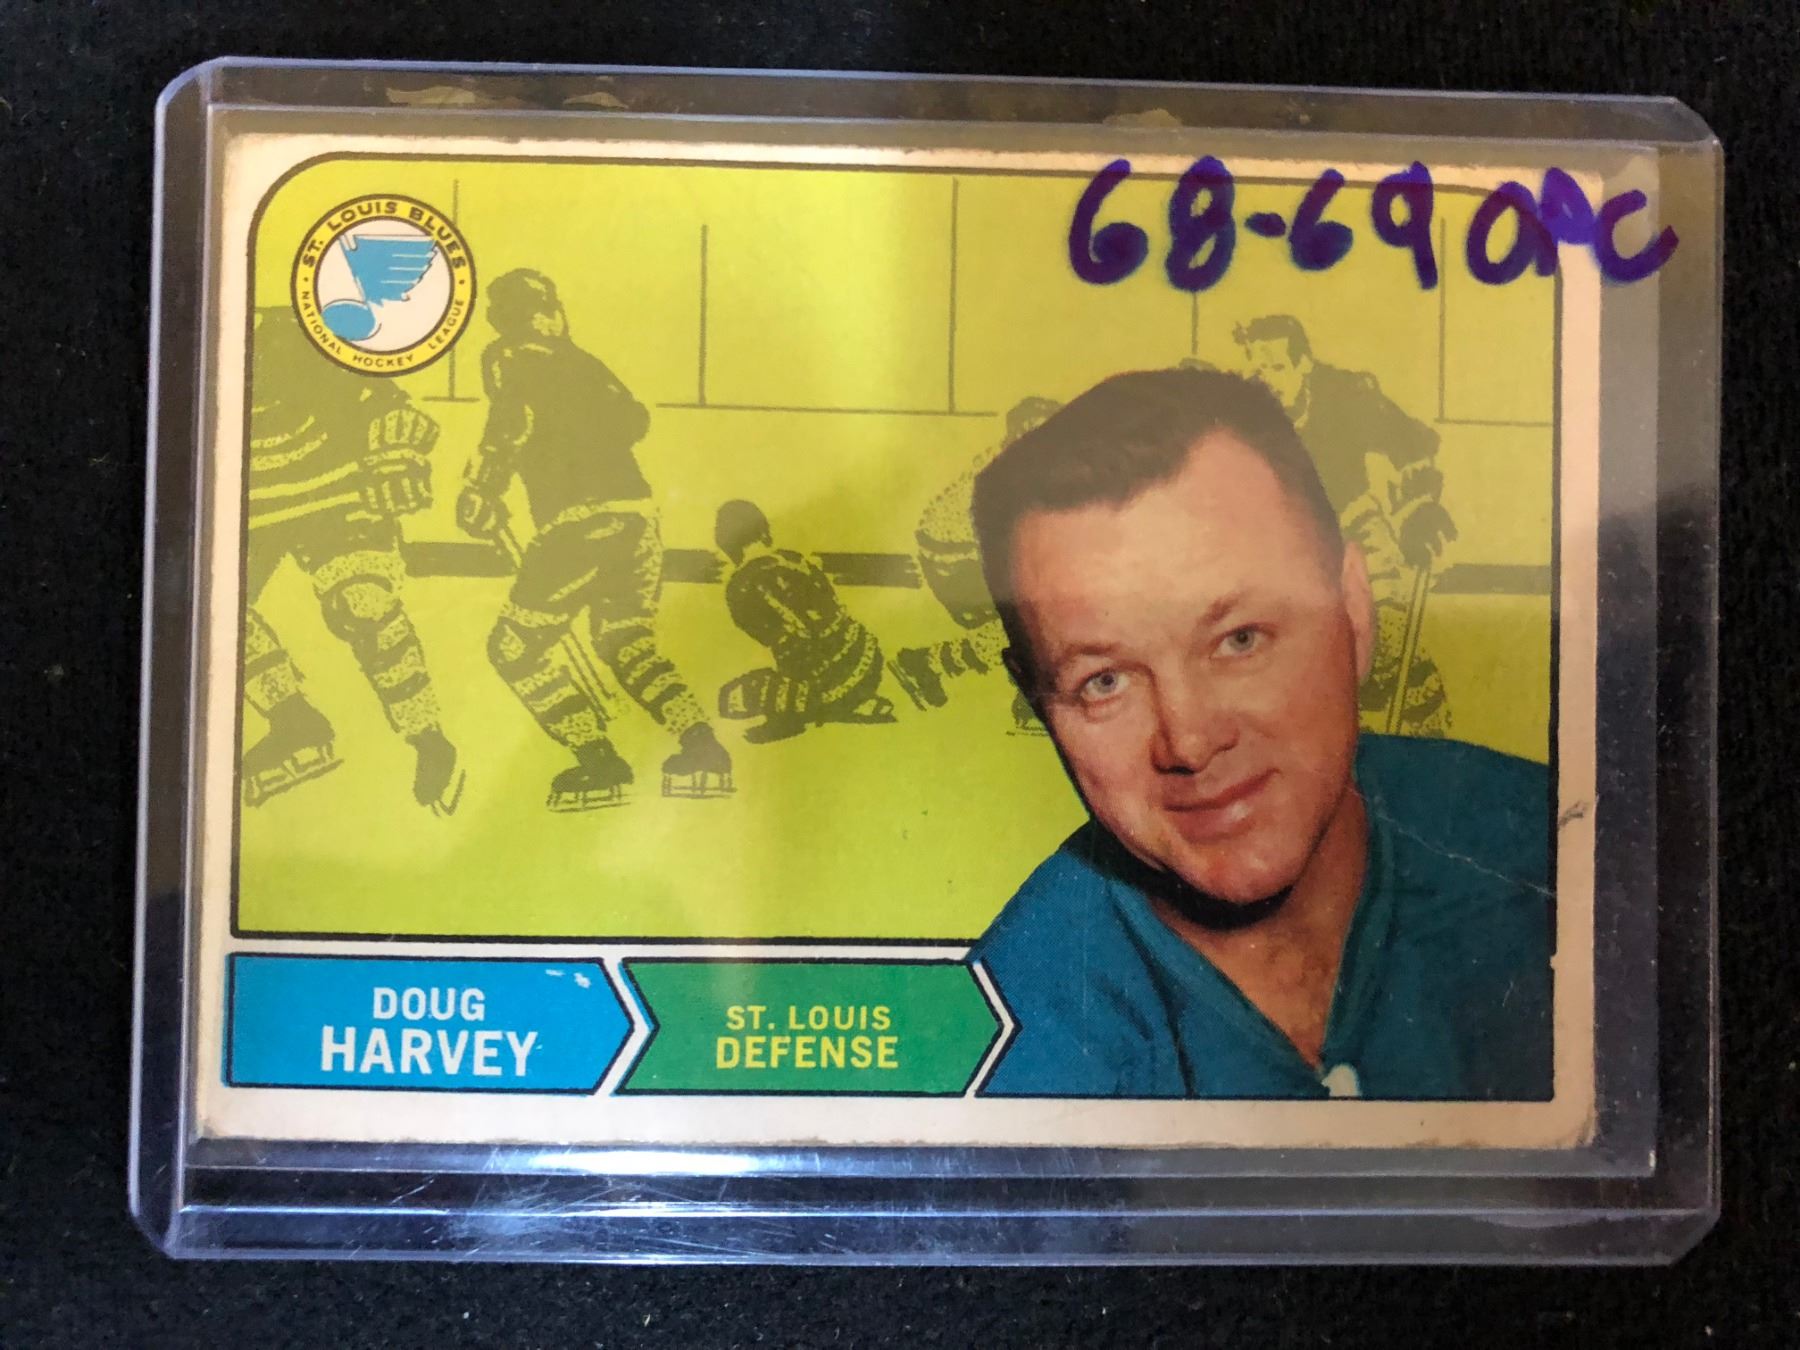 68-69 OPC
ST. LOUIS BLUES
NATIONAL HOCKEY LEAGUE
DOUG
HARVEY
ST. LOUIS
DEFENSE